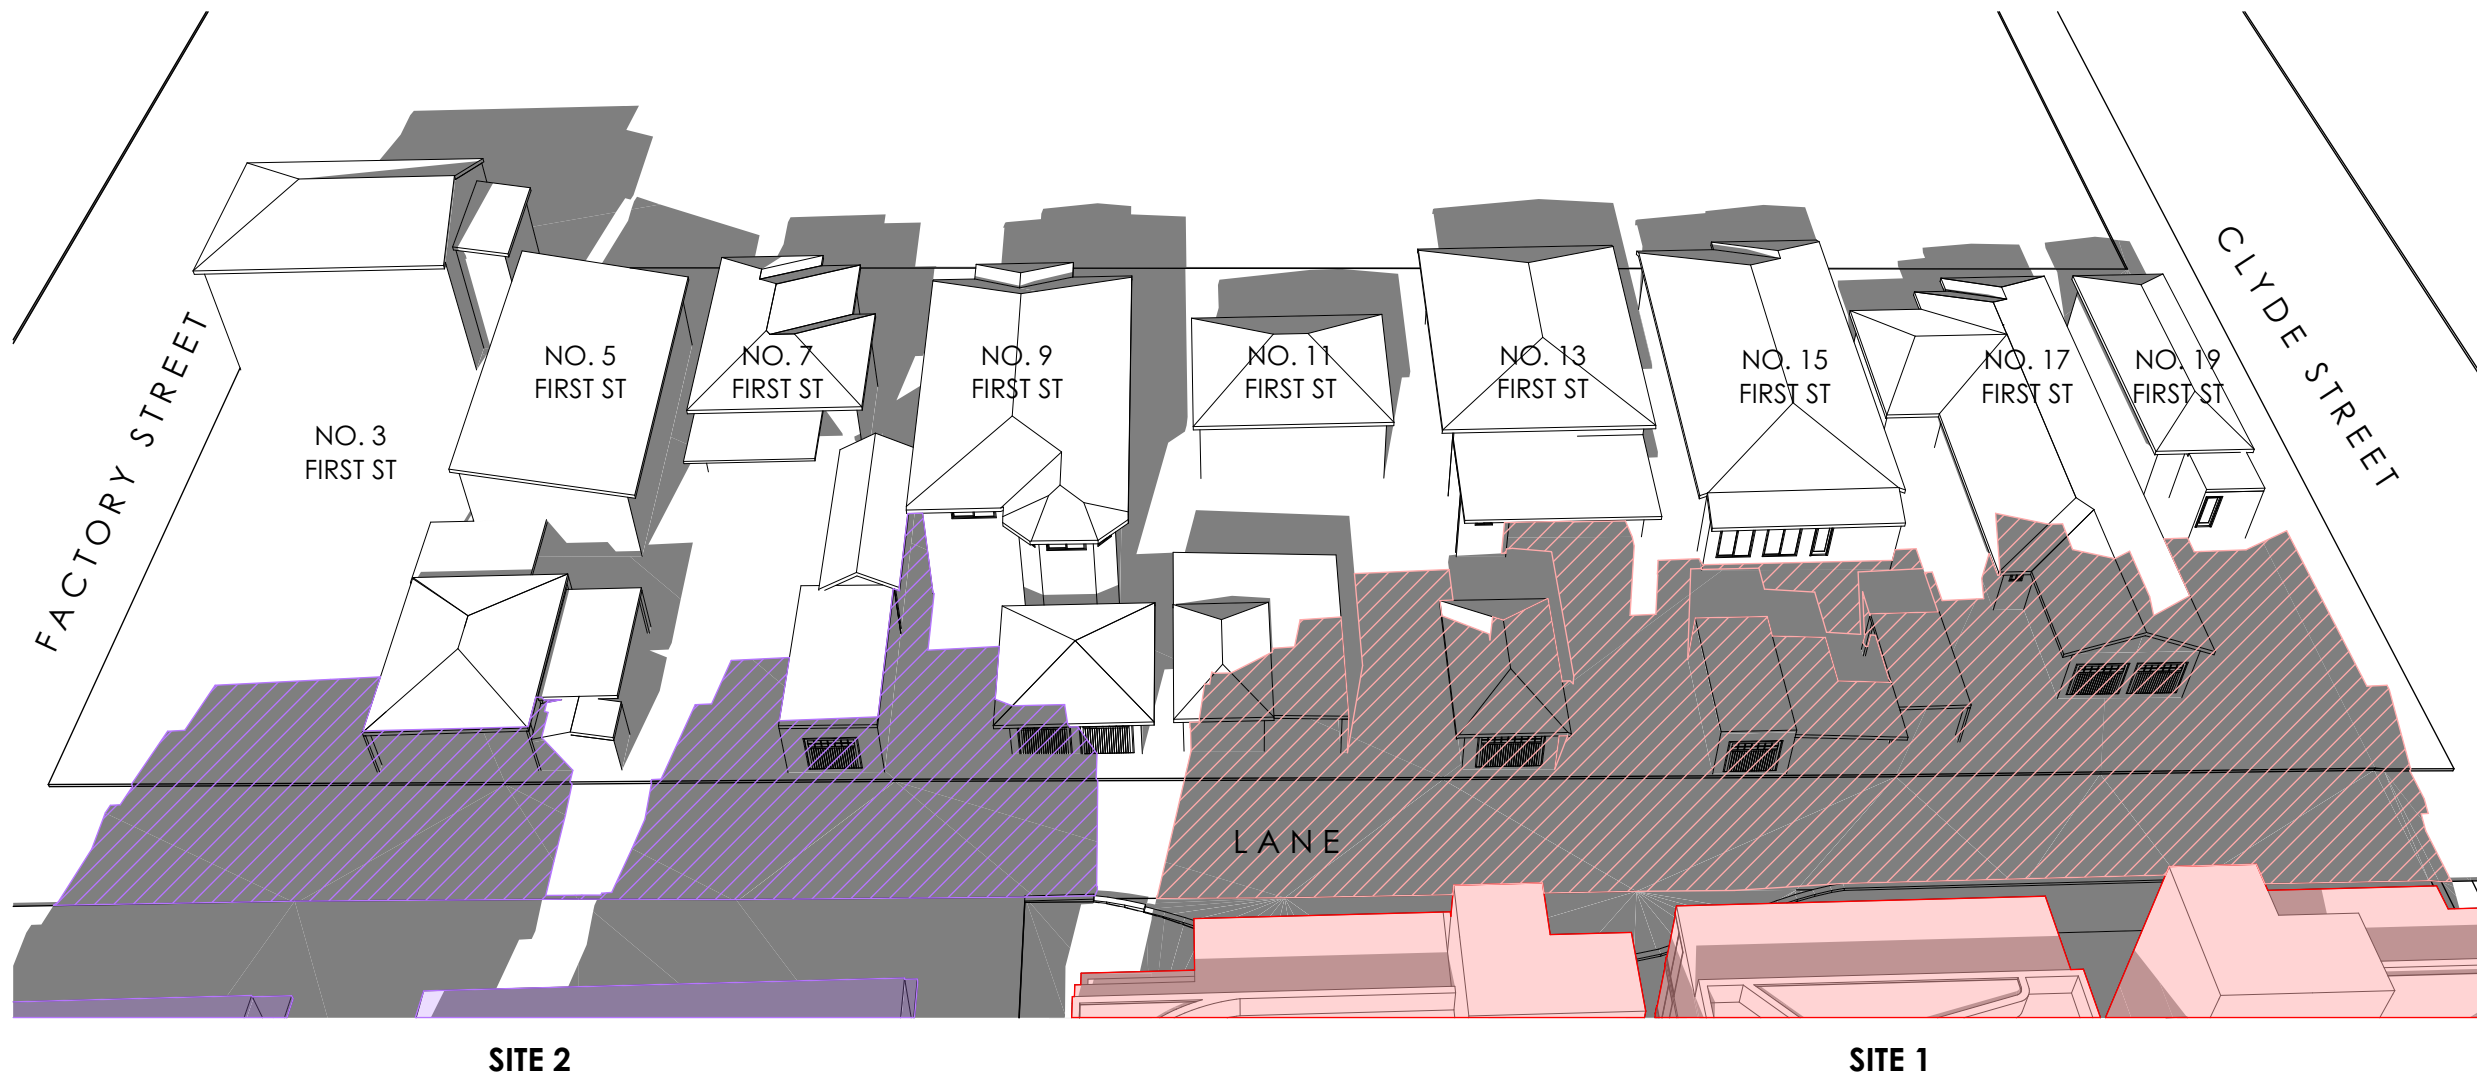 FACTORY STREET
NO. 3
FIRST ST
NO. 5
FIRST ST
NO. 7
FIRST ST
NO. 9
FIRST ST
NO. 11
FIRST ST
NO. 13
FIRST ST
NO. 15
FIRST ST
NO. 17
FIRST ST
NO. 19
FIRST ST
CLYDE STREET
LANE
SITE 2
SITE 1